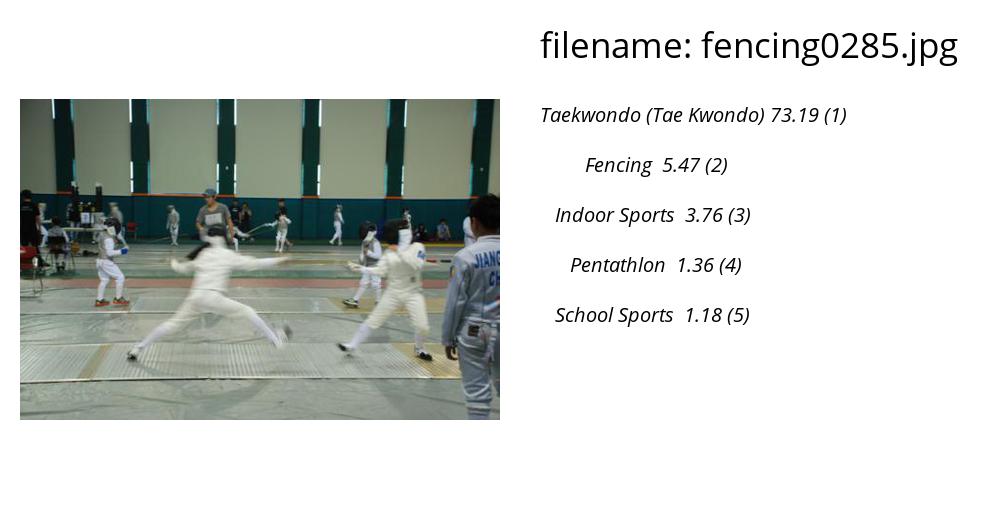 filename: fencing0285.jpg
Taekwondo (Tae Kwondo) 73.19 (1)
Fencing 5.47 (2)
Indoor Sports 3.76 (3)
Pentathlon 1.36 (4)
School Sports 1.18 (5)
JIANG